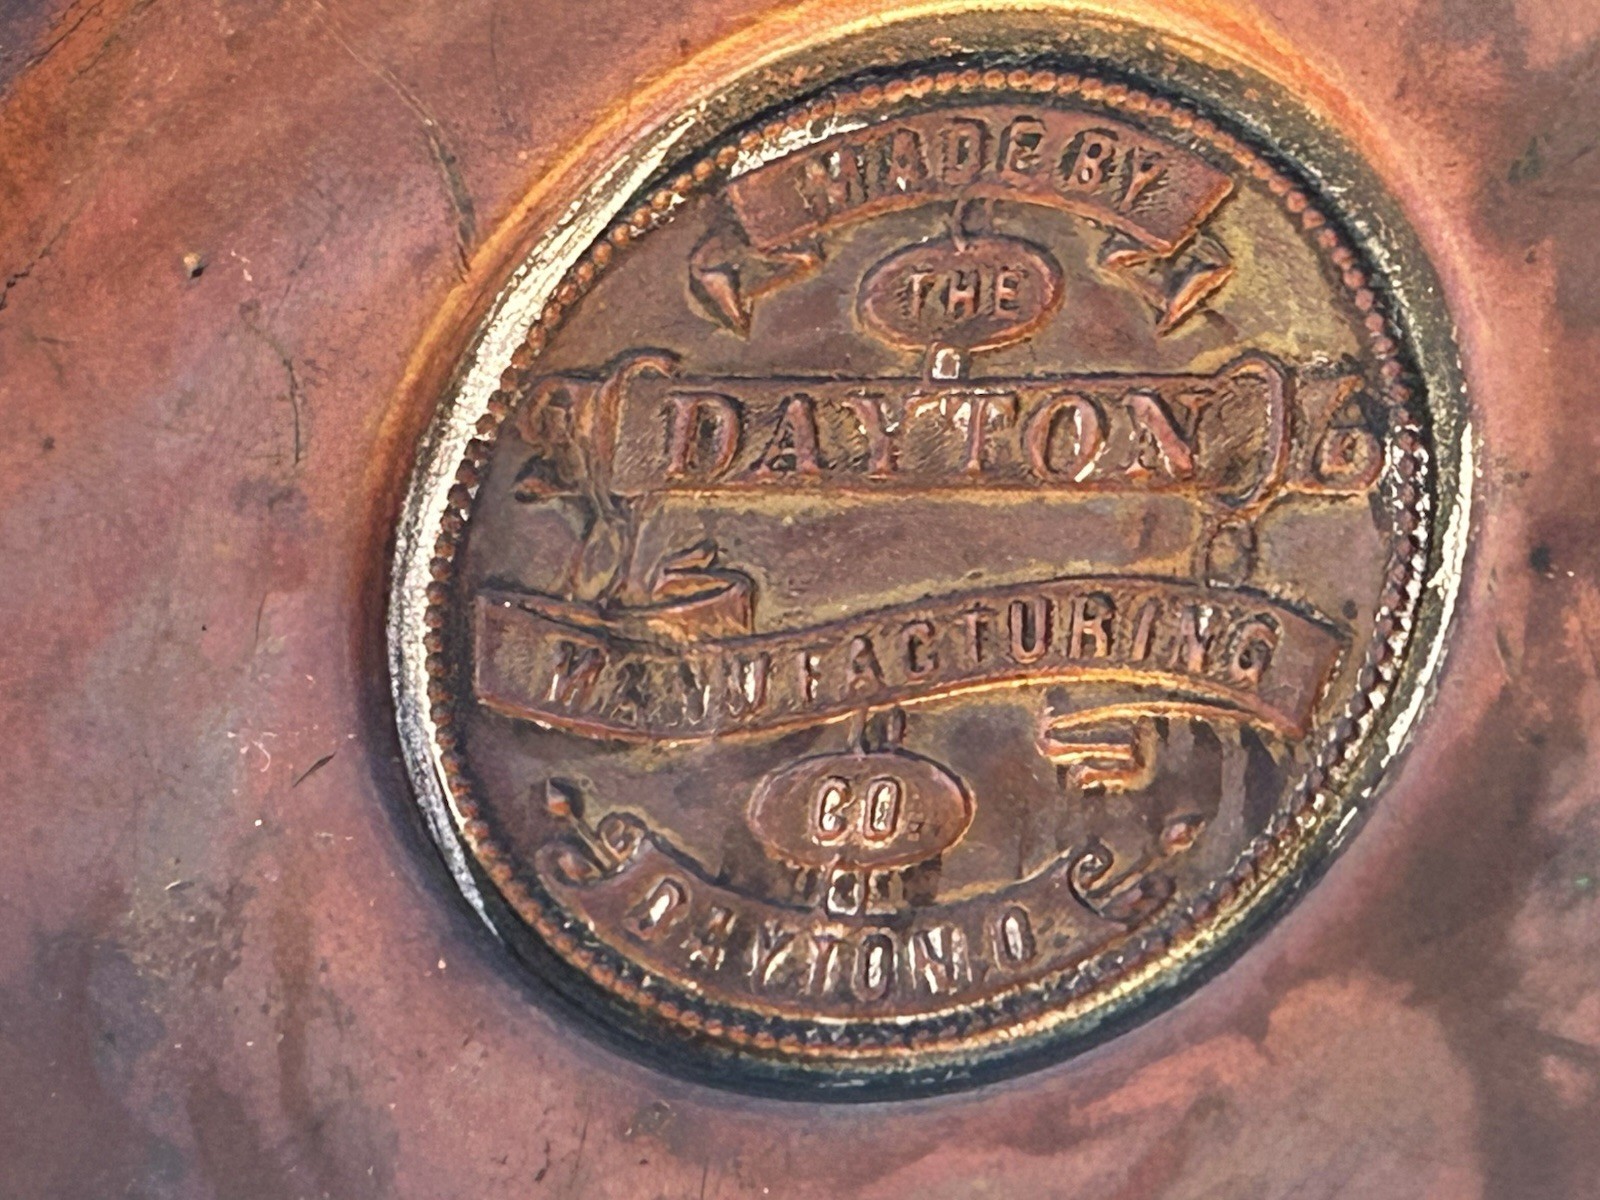 MADE BY
THE
DAYTON
MANUFACTURING
CO.
DAYTON, O